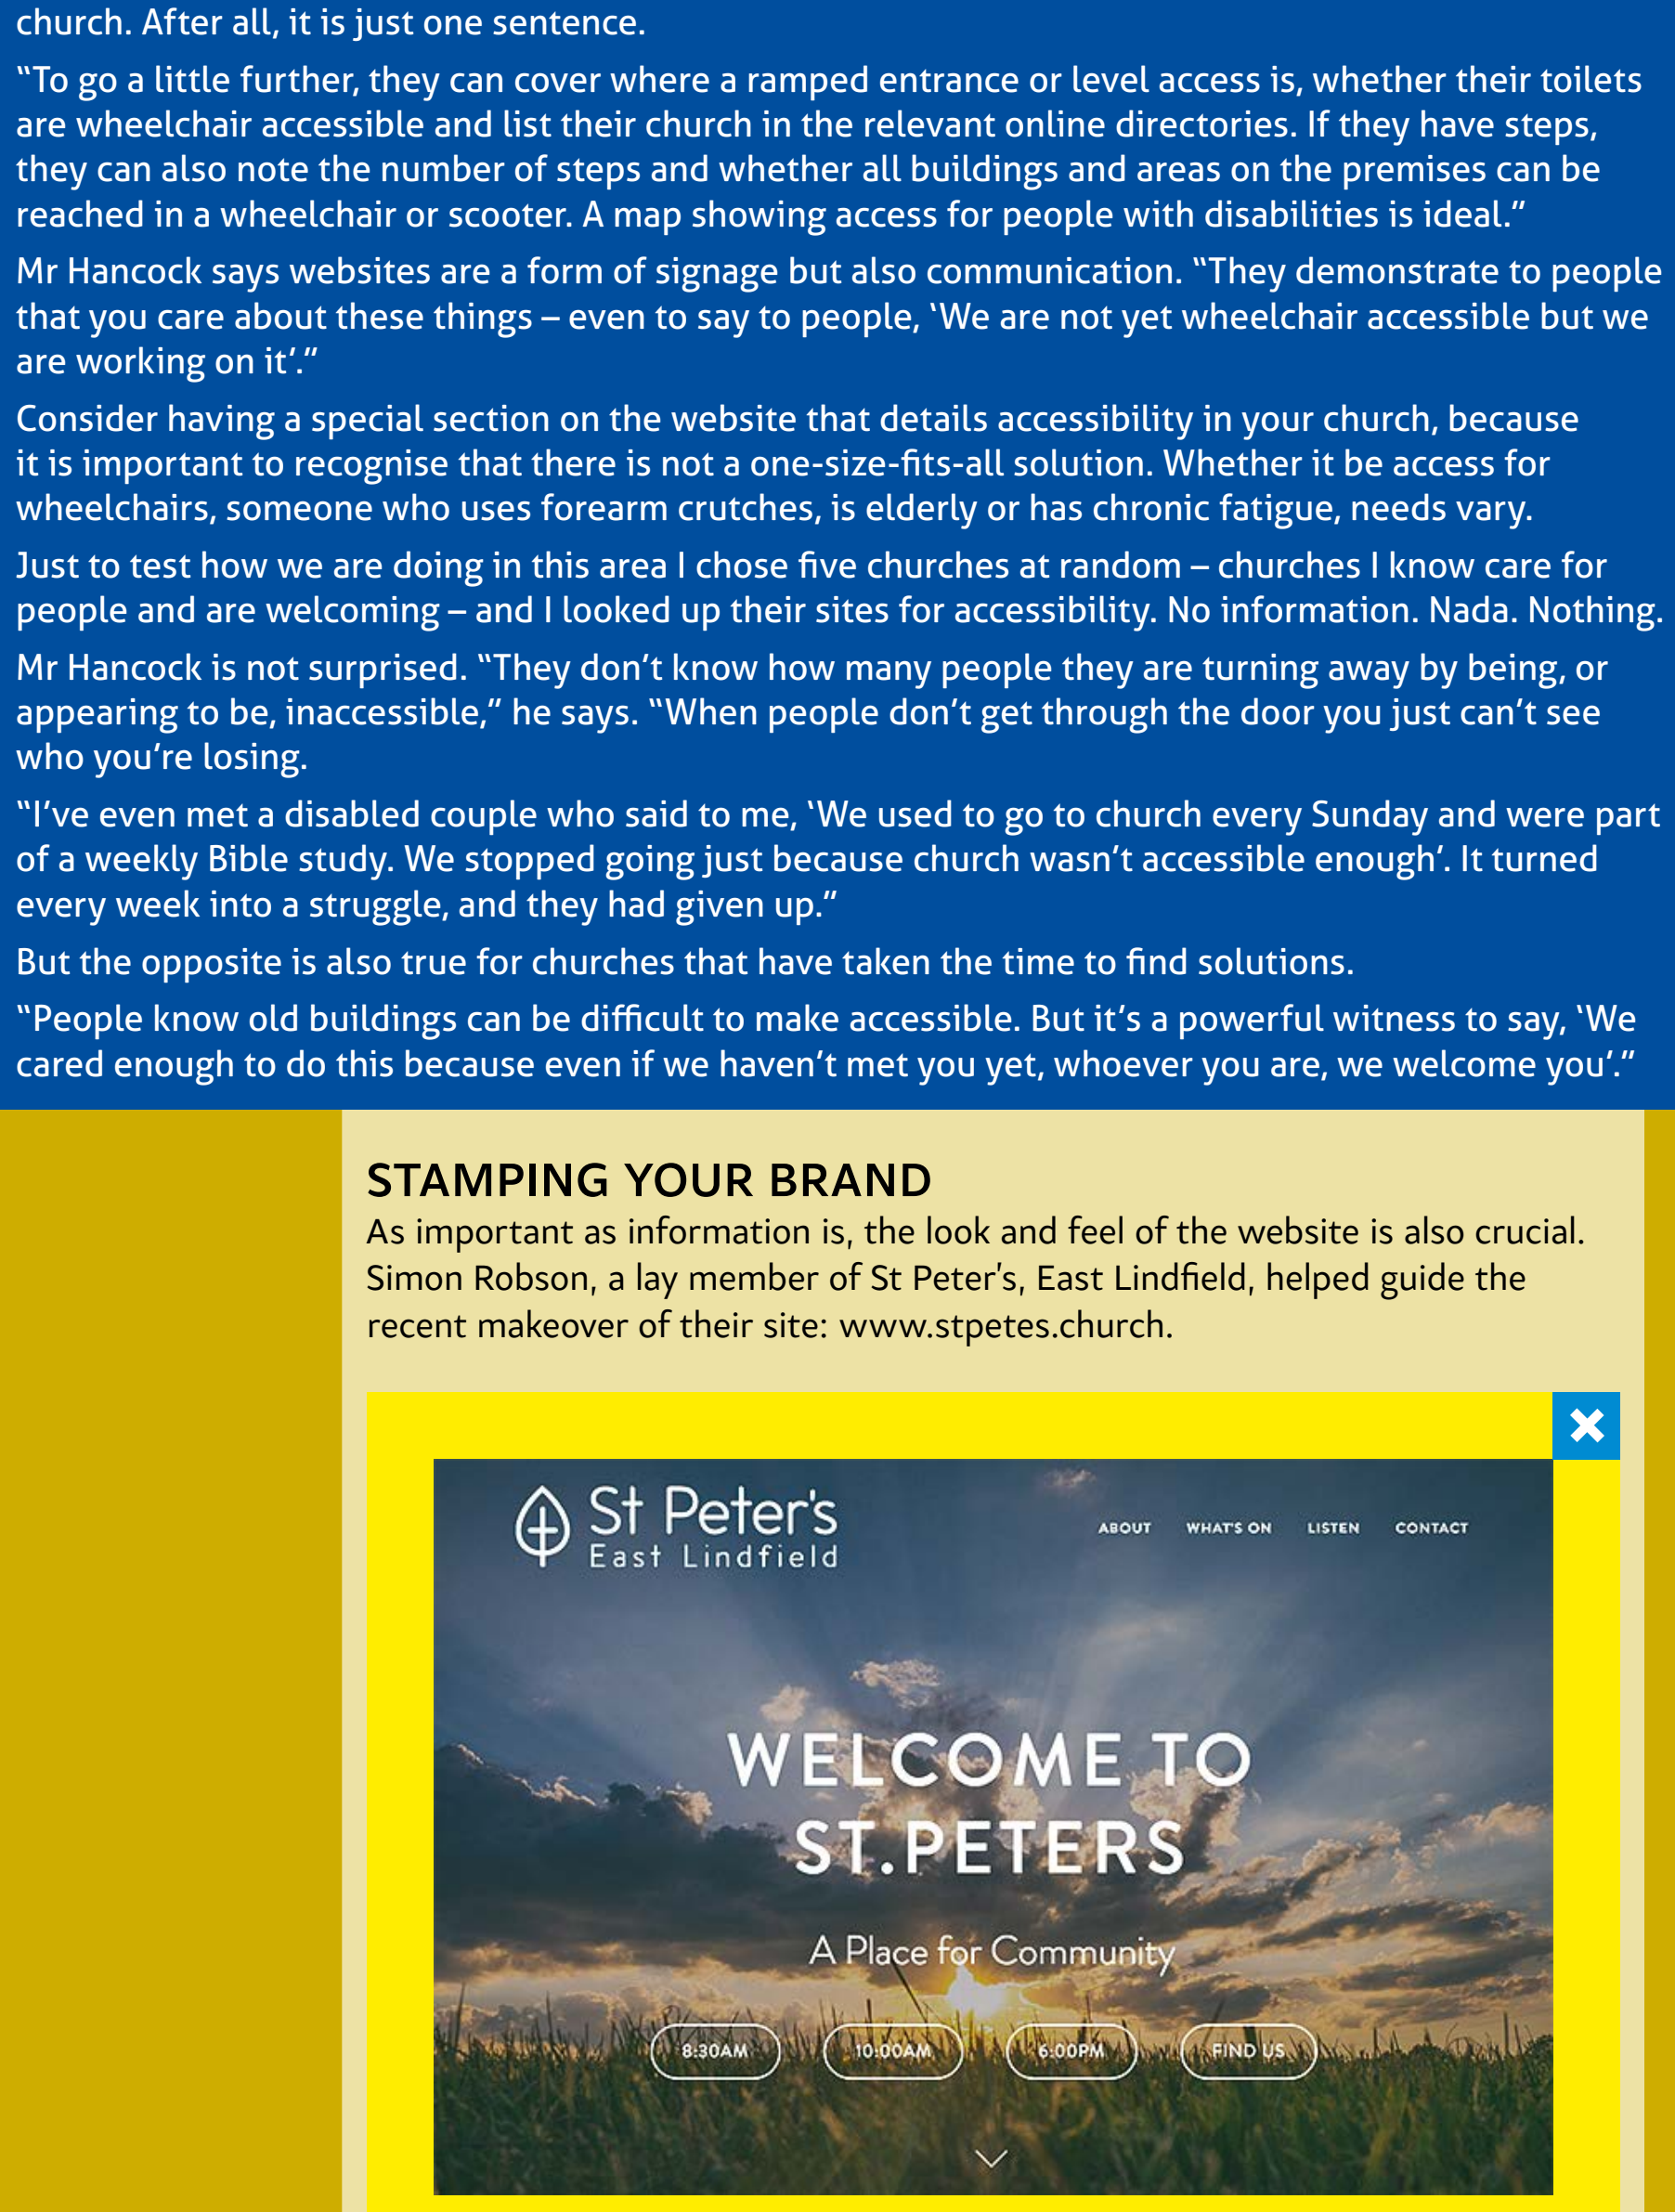 church. After all, it is just one sentence.
“To go a little further, they can cover where a ramped entrance or level access is, whether their toilets
are wheelchair accessible and list their church in the relevant online directories. If they have steps,
they can also note the number of steps and whether all buildings and areas on the premises can be
reached in a wheelchair or scooter. A map showing access for people with disabilities is ideal.”
Mr Hancock says websites are a form of signage but also communication. “They demonstrate to people
that you care about these things – even to say to people, ‘We are not yet wheelchair accessible but we
are working on it’.”
Consider having a special section on the website that details accessibility in your church, because
it is important to recognise that there is not a one-size-fits-all solution. Whether it be access for
wheelchairs, someone who uses forearm crutches, is elderly or has chronic fatigue, needs vary.
Just to test how we are doing in this area I chose five churches at random – churches I know care for
people and are welcoming – and I looked up their sites for accessibility. No information. Nada. Nothing.
Mr Hancock is not surprised. “They don’t know how many people they are turning away by being, or
appearing to be, inaccessible,” he says. “When people don’t get through the door you just can’t see
who you’re losing.
“I’ve even met a disabled couple who said to me, ‘We used to go to church every Sunday and were part
of a weekly Bible study. We stopped going just because church wasn’t accessible enough’. It turned
every week into a struggle, and they had given up.”
But the opposite is also true for churches that have taken the time to find solutions.
“People know old buildings can be difficult to make accessible. But it’s a powerful witness to say, ‘We
cared enough to do this because even if we haven’t met you yet, whoever you are, we welcome you’.”
STAMPING YOUR BRAND
As important as information is, the look and feel of the website is also crucial.
Simon Robson, a lay member of St Peter’s, East Lindfield, helped guide the
recent makeover of their site: www.stpetes.church.
St Peter's
East Lindfield
ABOUT WHAT'S ON LISTEN CONTACT
WELCOME TO
ST.PETERS
A Place for Community
8:30AM 10:00AM 6:00PM FIND US